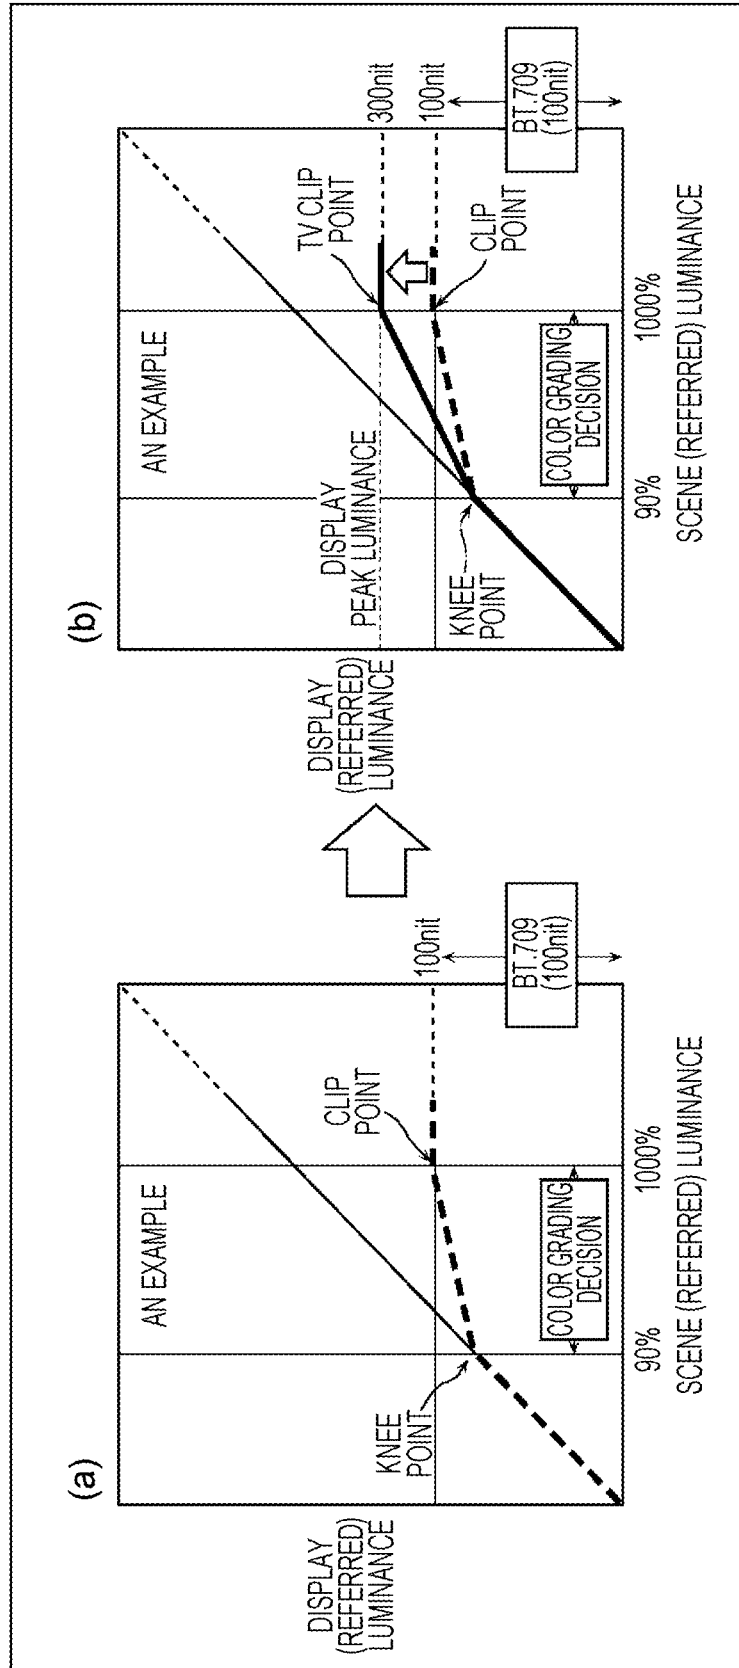 (a)
AN EXAMPLE
DISPLAY
(REFERRED)
LUMINANCE
KNEE
POINT
CLIP
POINT
100nit
BT.709
(100nit)
COLOR GRADING
DECISION
90%
1000%
SCENE (REFERRED) LUMINANCE
(b)
AN EXAMPLE
DISPLAY
(REFERRED)
LUMINANCE
DISPLAY
PEAK LUMINANCE
KNEE
POINT
TV CLIP
POINT
CLIP
POINT
300nit
100nit
BT.709
(100nit)
COLOR GRADING
DECISION
90%
1000%
SCENE (REFERRED) LUMINANCE